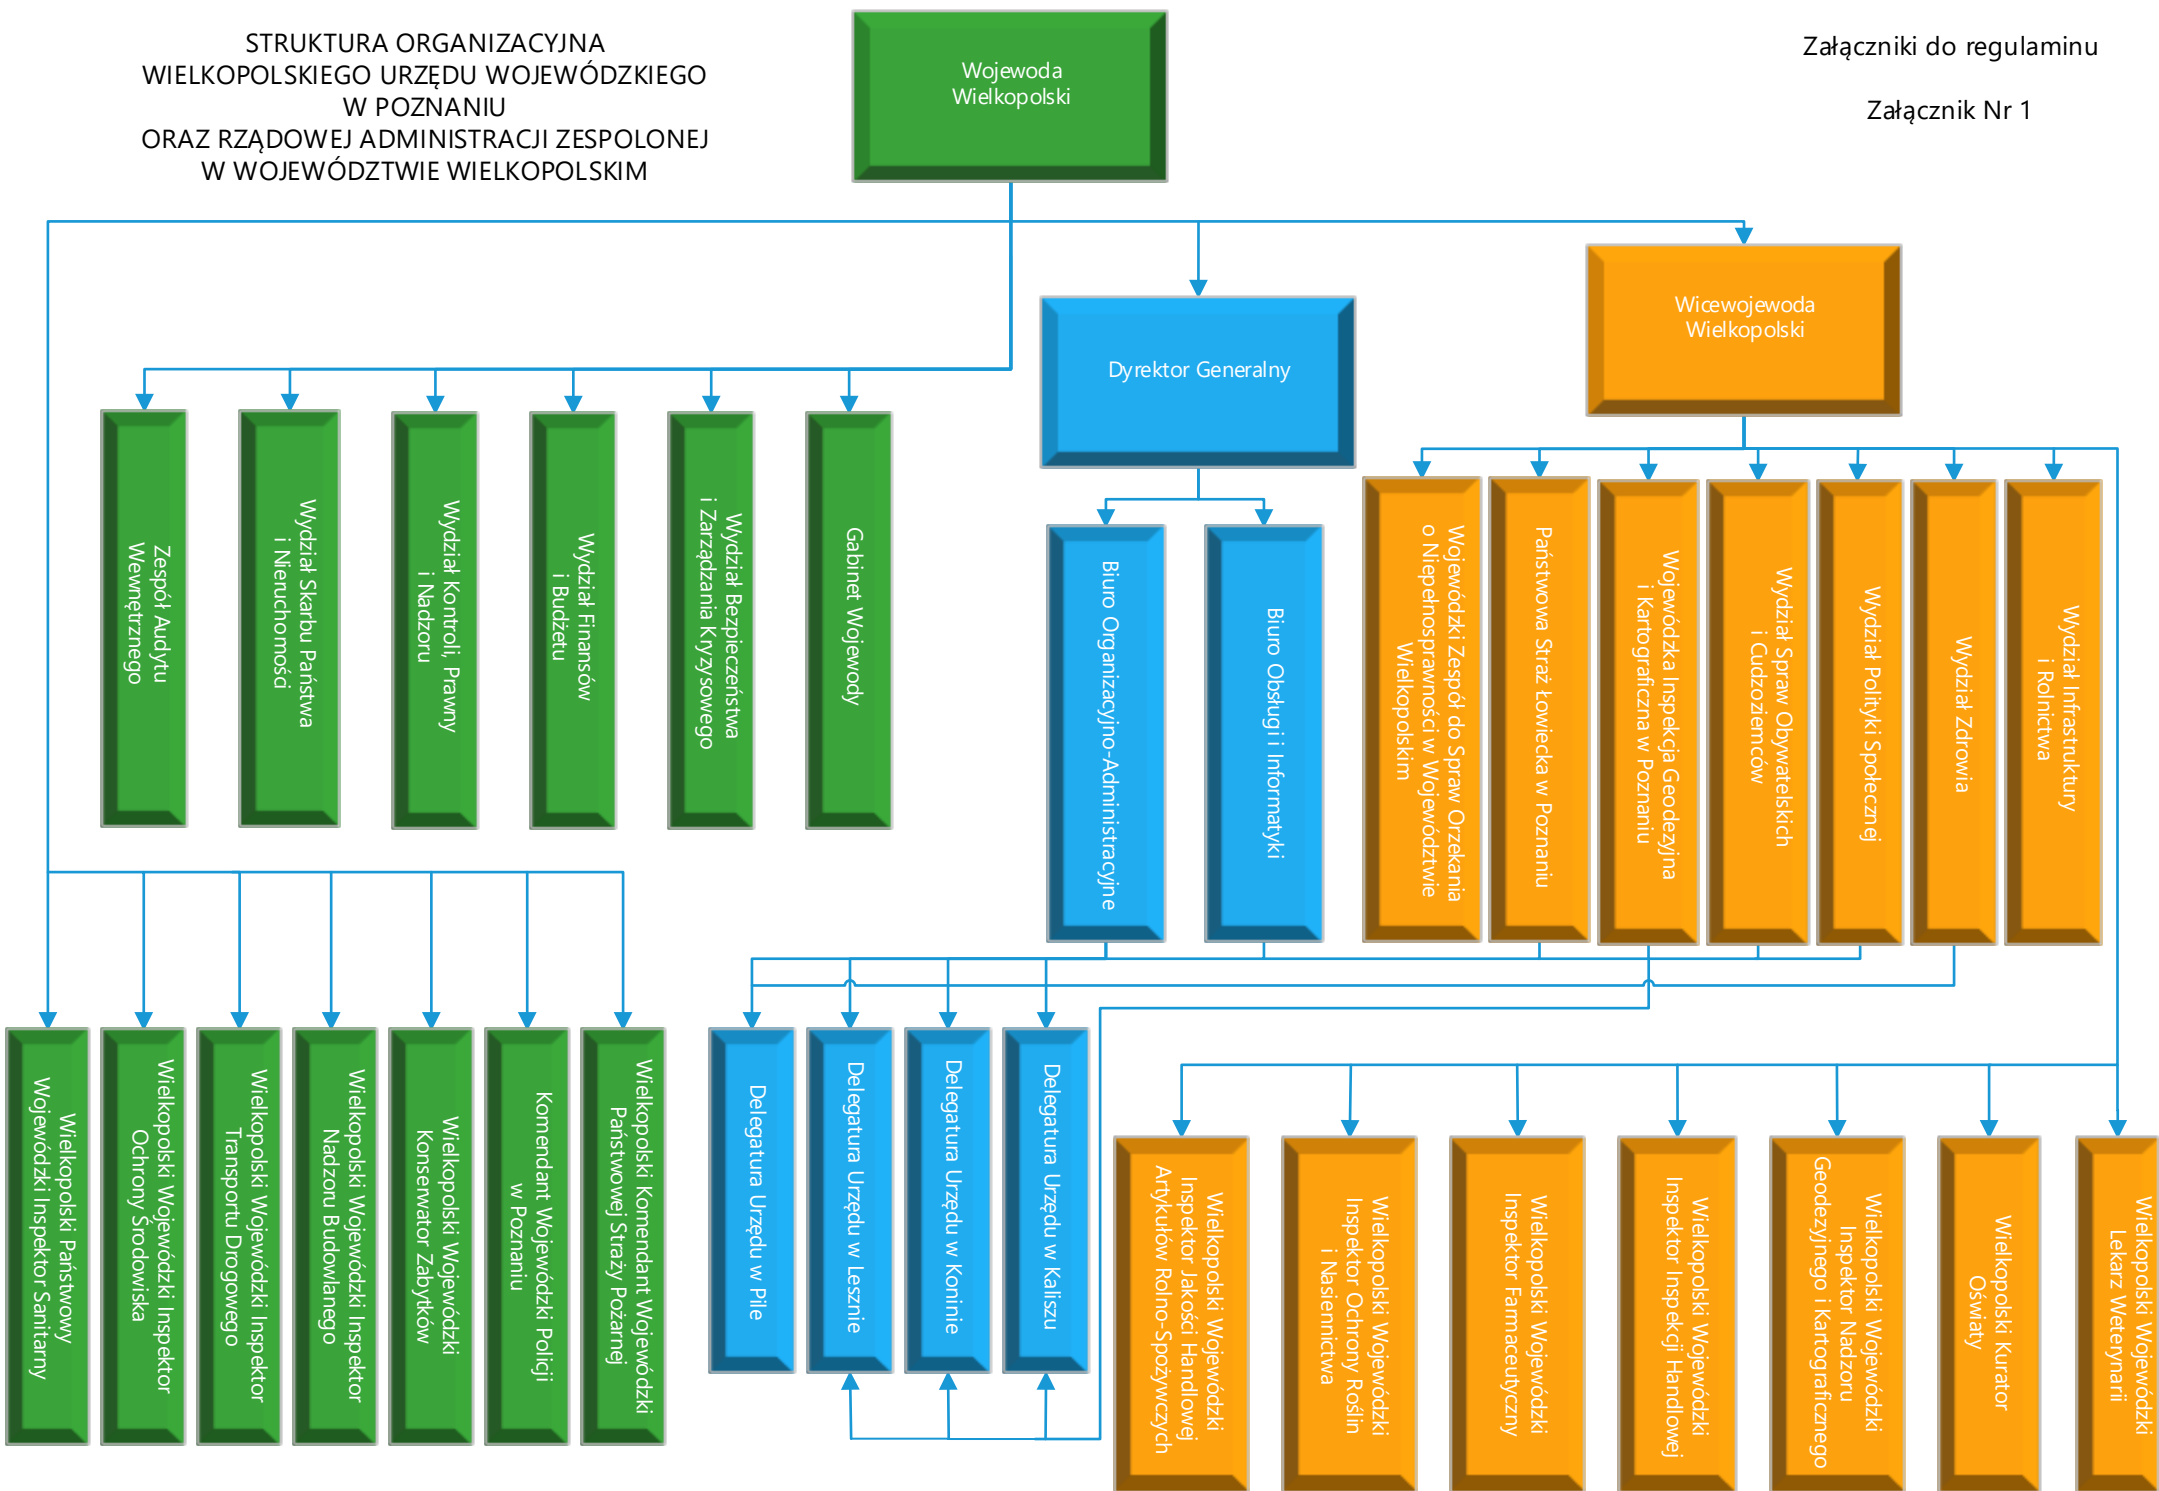 STRUKTURA ORGANIZACYJNA
WIELKOPOLSKIEGO URZĘDU WOJEWÓDZKIEGO
W POZNANIU
ORAZ RZĄDOWEJ ADMINISTRACJI ZESPOLONEJ
W WOJEWÓDZTWIE WIELKOPOLSKIM
Wojewoda
Wielkopolski
Załączniki do regulaminu
Załącznik Nr 1
Dyrektor Generalny
Wicewojewoda
Wielkopolski
Zespół Audytu
Wewnętrznego
Wydział Skarbu Państwa
i Nieruchomości
Wydział Kontroli, Prawny
i Nadzoru
Wydział Finansów
i Budżetu
Wydział Bezpieczeństwa
i Zarządzania Kryzysowego
Gabinet Wojewody
Biuro Organizacyjno-Administracyjne
Biuro Obsługi i Informatyki
Wojewódzki Zespół do Spraw Orzekania
o Niepełnosprawności w Województwie
Wielkopolskim
Państwowa Straż Łowiecka w Poznaniu
Wojewódzka Inspekcja Geodezyjna
i Kartograficzna w Poznaniu
Wydział Spraw Obywatelskich
i Cudzoziemców
Wydział Polityki Społecznej
Wydział Zdrowia
Wydział Infrastruktury
i Rolnictwa
Wielkopolski Państwowy
Wojewódzki Inspektor Sanitarny
Wielkopolski Wojewódzki Inspektor
Ochrony Środowiska
Wielkopolski Wojewódzki Inspektor
Transportu Drogowego
Wielkopolski Wojewódzki Inspektor
Nadzoru Budowlanego
Wielkopolski Wojewódzki
Konserwator Zabytków
Komendant Wojewódzki Policji
w Poznaniu
Wielkopolski Komendant Wojewódzki
Państwowej Straży Pożarnej
Delegatura Urzędu w Pile
Delegatura Urzędu w Lesznie
Delegatura Urzędu w Koninie
Delegatura Urzędu w Kaliszu
Wielkopolski Wojewódzki
Inspektor Jakości Handlowej
Artykułów Rolno-Spożywczych
Wielkopolski Wojewódzki
Inspektor Ochrony Roślin
i Nasiennictwa
Wielkopolski Wojewódzki
Inspektor Farmaceutyczny
Wielkopolski Wojewódzki
Inspektor Inspekcji Handlowej
Wielkopolski Wojewódzki
Inspektor Nadzoru
Geodezyjnego i Kartograficznego
Wielkopolski Kurator
Oświaty
Wielkopolski Wojewódzki
Lekarz Weterynarii